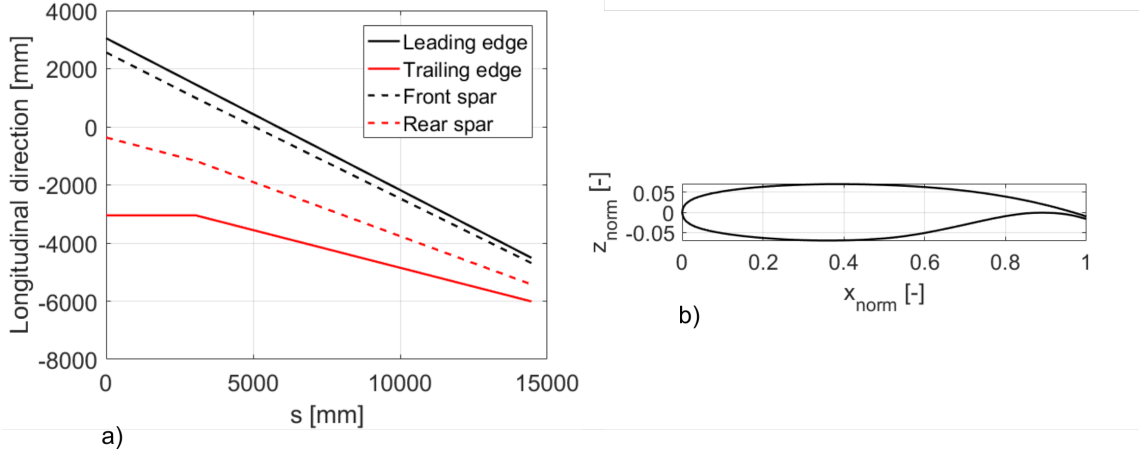 4000
2000
0
-2000
-4000
-6000
-8000
Longitudinal direction [mm]
Leading edge
Trailing edge
Front spar
Rear spar
0 5000 10000 15000
s [mm]
a)
0.05
0
-0.05
z_norm [-]
0 0.2 0.4 0.6 0.8 1
x_norm [-]
b)